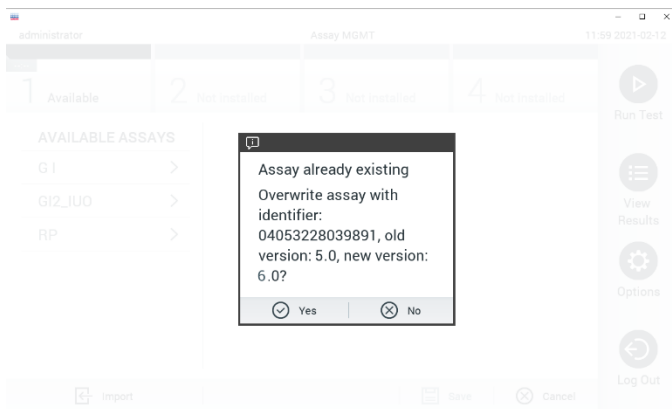 administrator Assay MGMT 11:59 2021-02-12
1 Available 2 Not Installed 3 Not Installed 4 Not Installed
Run Test
AVAILABLE ASSAYS
G I
GI2_IUO
RP
Assay already existing
Overwrite assay with
identifier:
04053228039891, old
version: 5.0, new version:
6.0?
Yes No
View
Results
Options
Log Out
Import Save Cancel